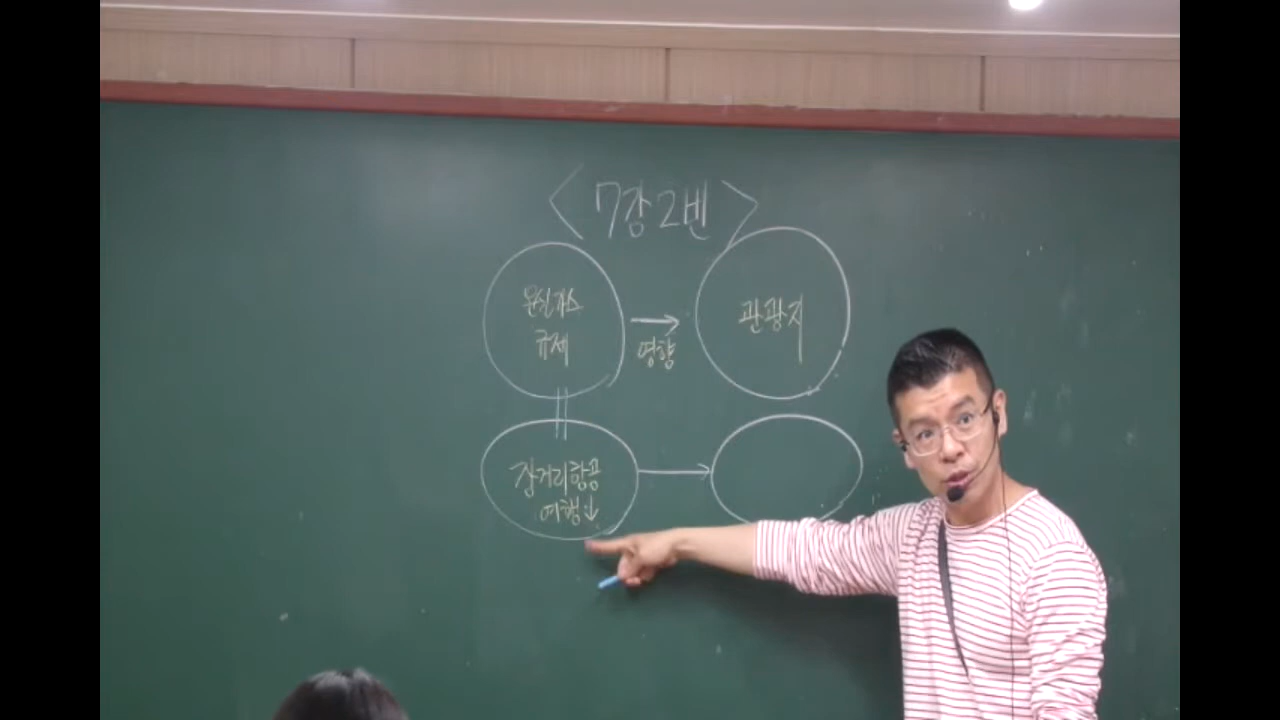 <7장 2번>
온실가스
규제
→
영향
관광지
장거리항공
여행↓
→